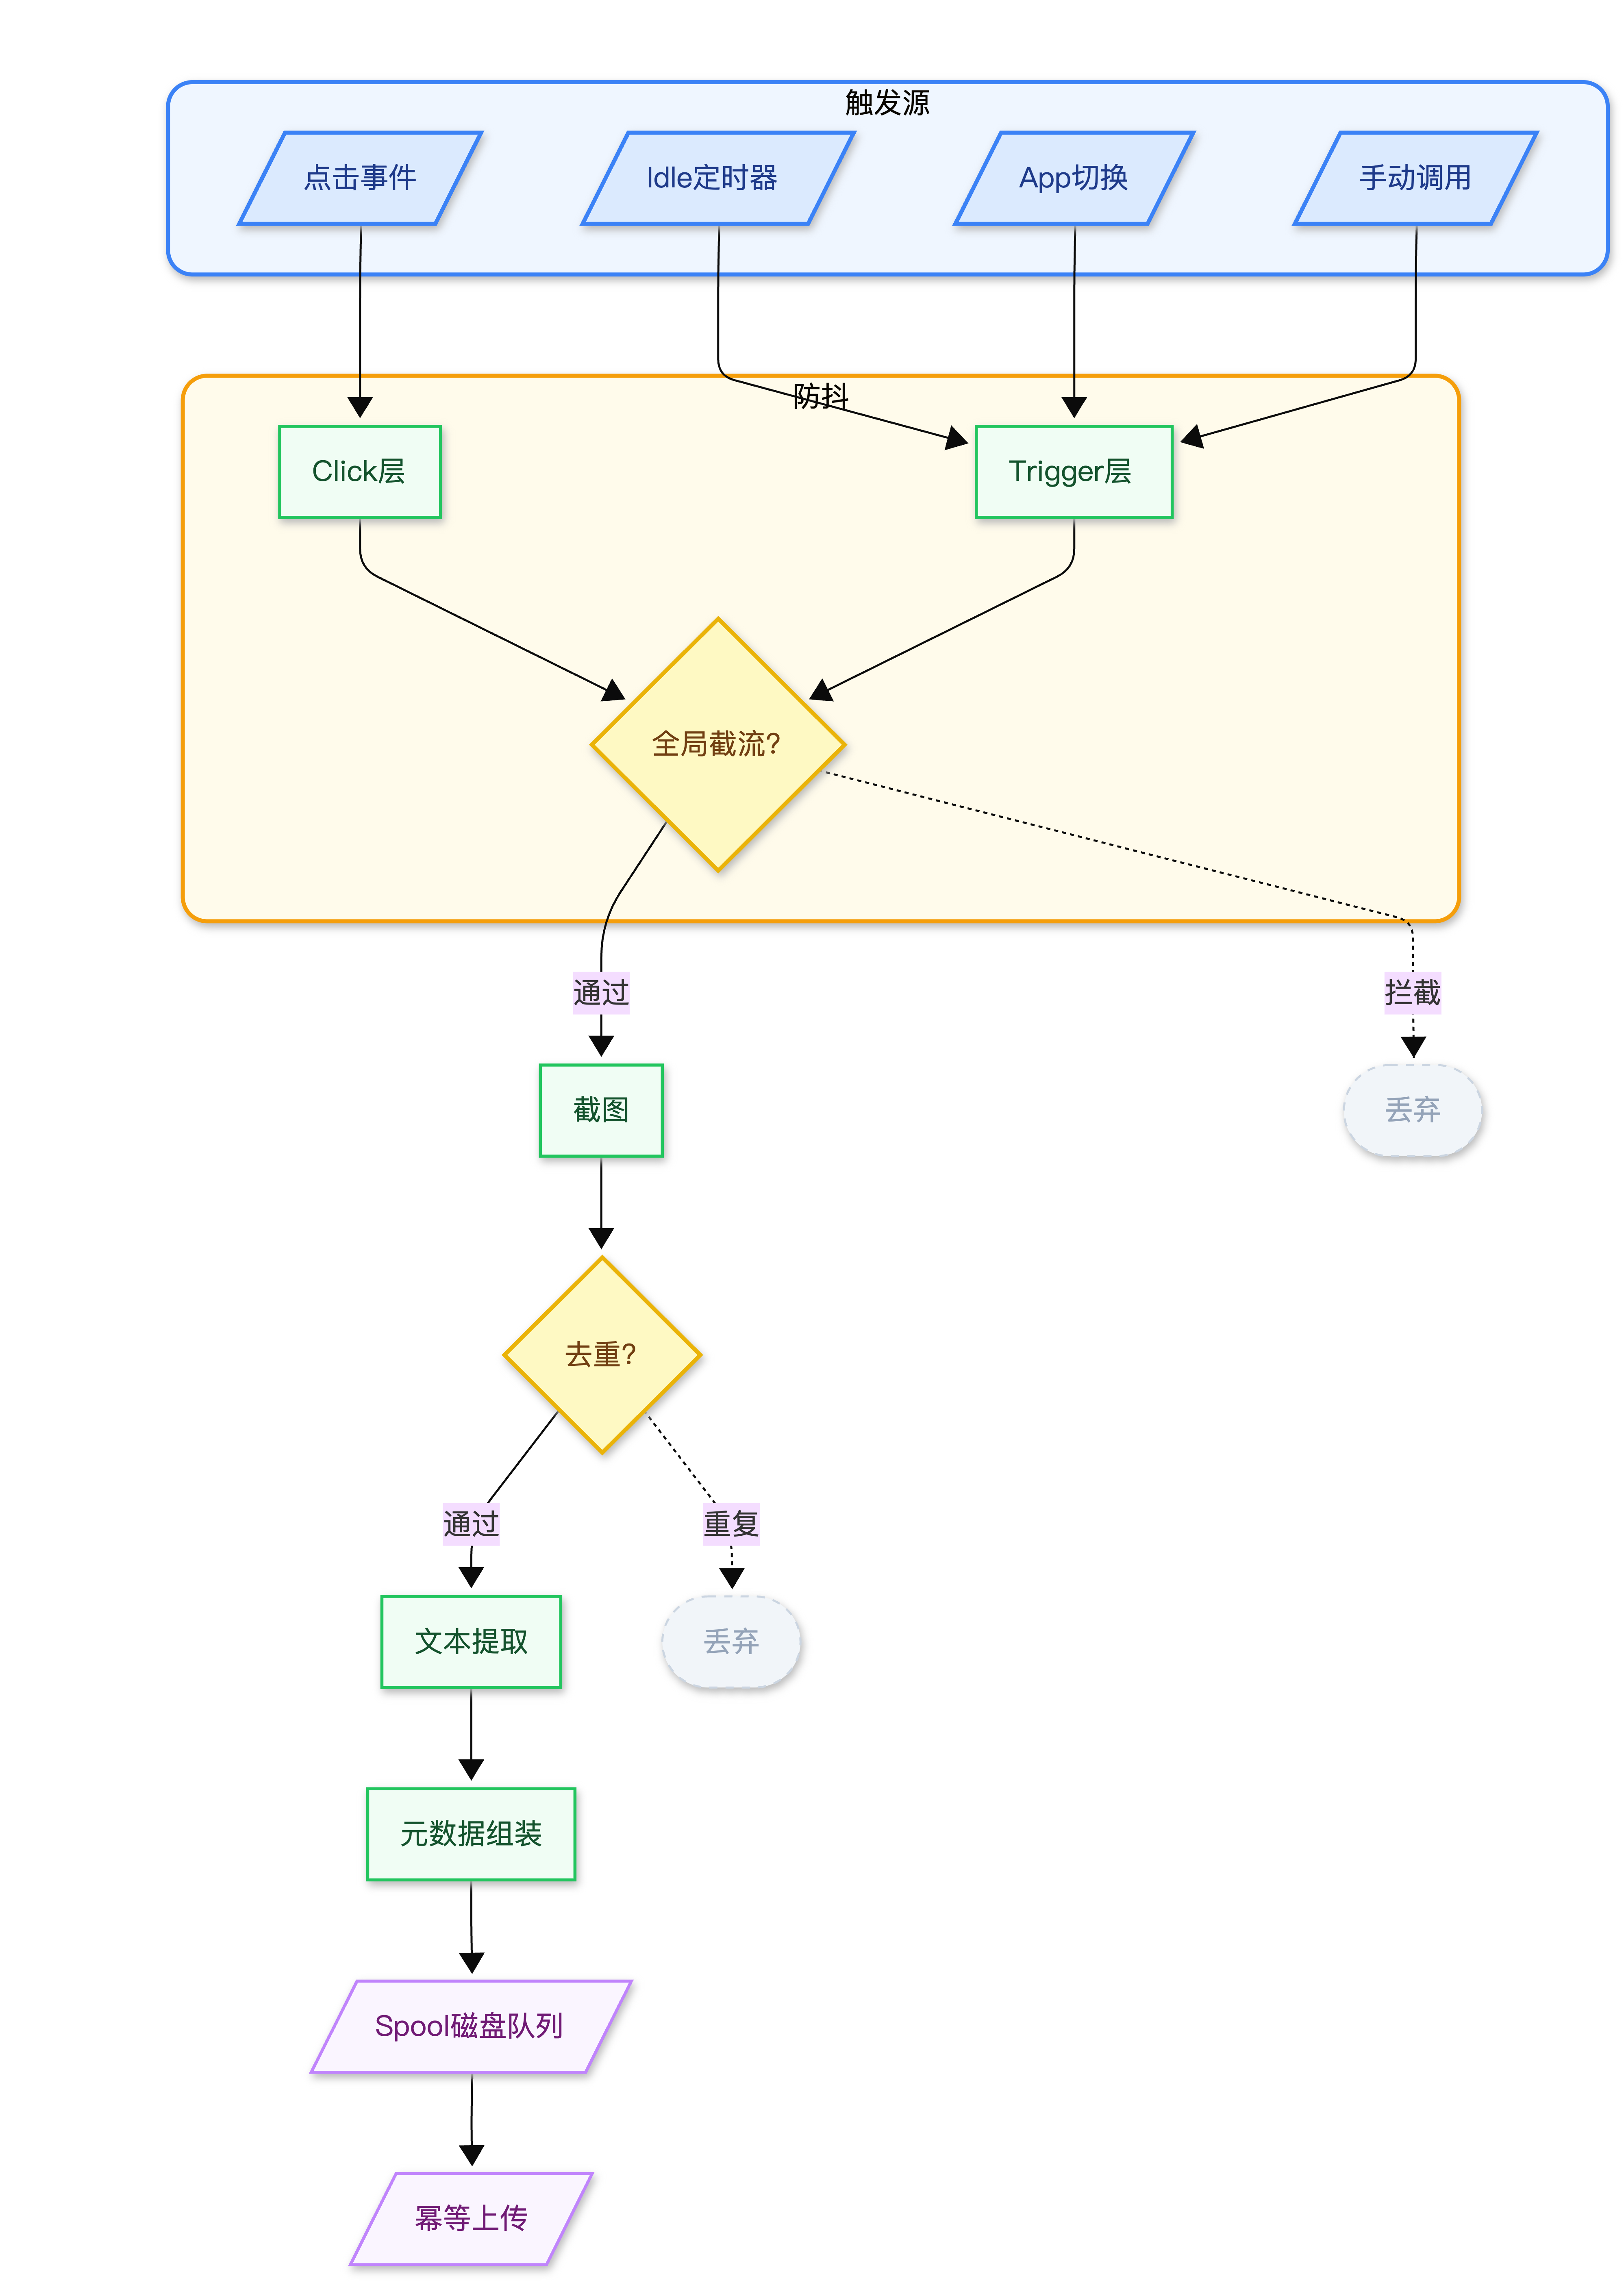 触发源
点击事件
Idle定时器
App切换
手动调用
防抖
Click层
Trigger层
全局截流?
通过
拦截
截图
丢弃
去重?
通过
重复
文本提取
丢弃
元数据组装
Spool磁盘队列
幂等上传